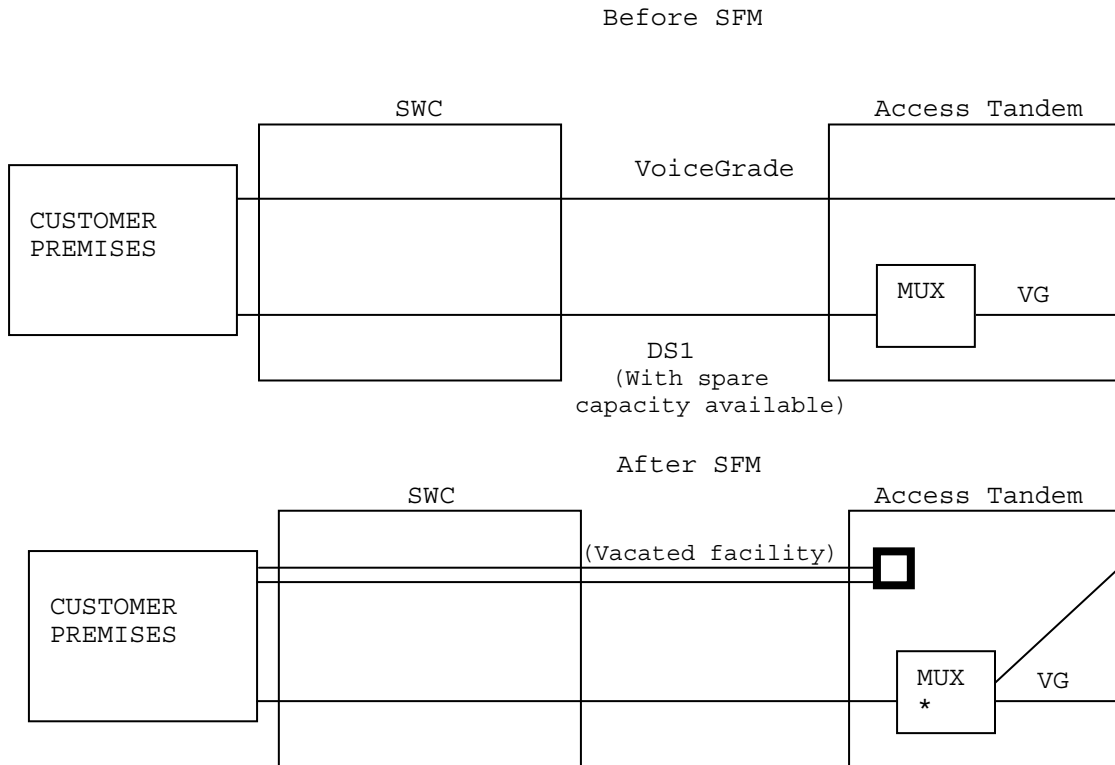 Before SFM
SWC
Access Tandem
VoiceGrade
CUSTOMER
PREMISES
MUX
VG
DS1
(With spare
capacity available)
After SFM
SWC
Access Tandem
(Vacated facility)
CUSTOMER
PREMISES
MUX
*
VG